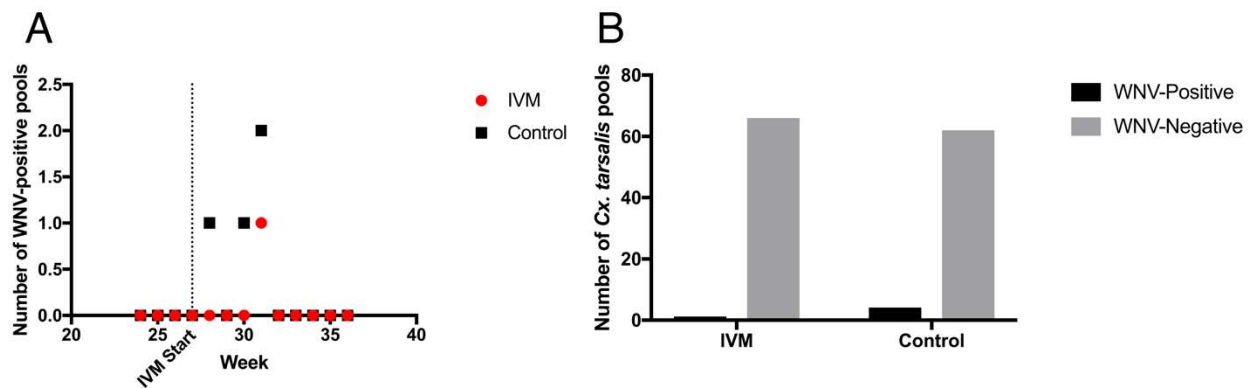 A
Number of WNV-positive pools
2.5
2.0
1.5
1.0
0.5
0.0
20
25
30
35
40
IVM Start
Week
IVM
Control
B
Number of Cx. tarsalis pools
80
60
40
20
0
IVM
Control
WNV-Positive
WNV-Negative